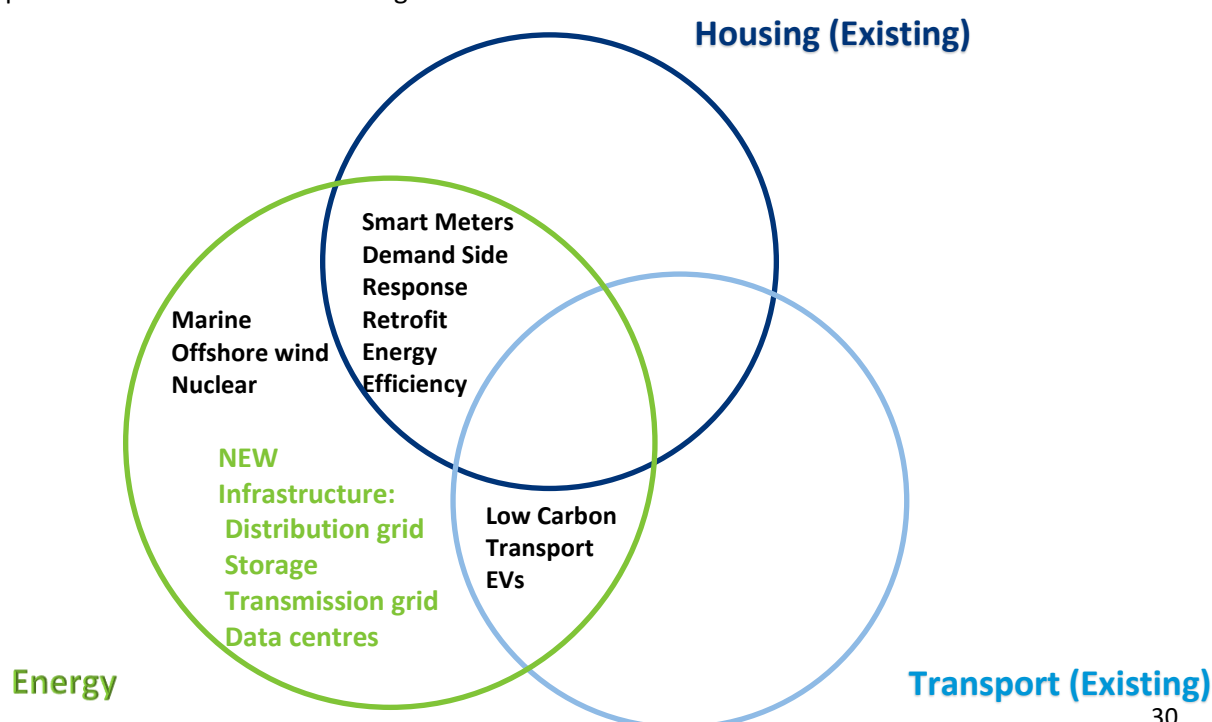 Housing (Existing)
Smart Meters
Demand Side
Response
Retrofit
Energy
Efficiency
Marine
Offshore wind
Nuclear
NEW
Infrastructure:
Distribution grid
Storage
Transmission grid
Data centres
Low Carbon
Transport
EVs
Energy
Transport (Existing)
30